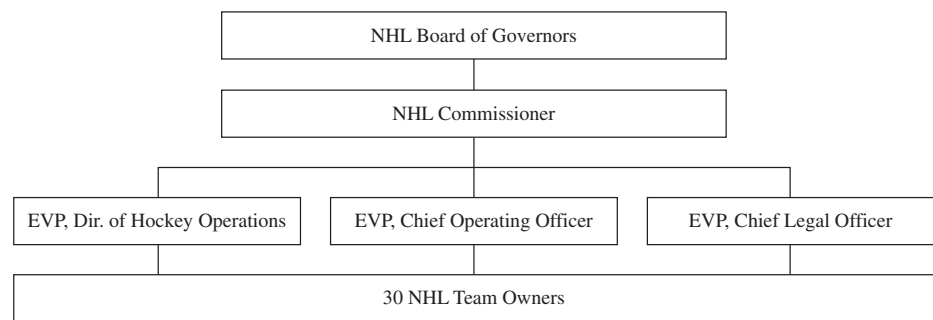 NHL Board of Governors
NHL Commissioner
EVP, Dir. of Hockey Operations
EVP, Chief Operating Officer
EVP, Chief Legal Officer
30 NHL Team Owners